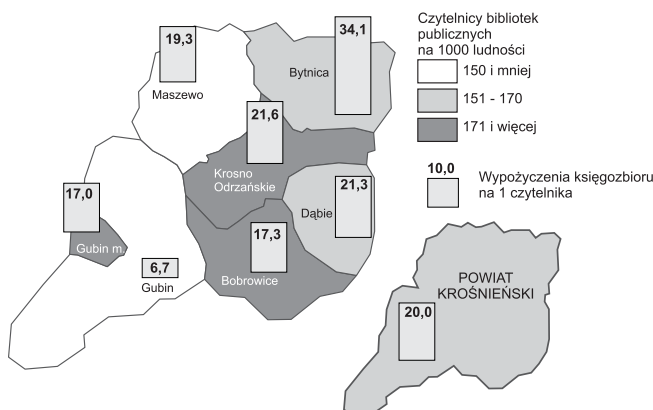 19,3
Maszewo
34,1
Bytnica
21,6
Krosno
Odrzańskie
17,0
Gubin m.
6,7
Gubin
17,3
Bobrowice
21,3
Dąbie
Czytelnicy bibliotek
publicznych
na 1000 ludności
150 i mniej
151 - 170
171 i więcej
10,0
Wypożyczenia księgozbioru
na 1 czytelnika
POWIAT
KROŚNIEŃSKI
20,0